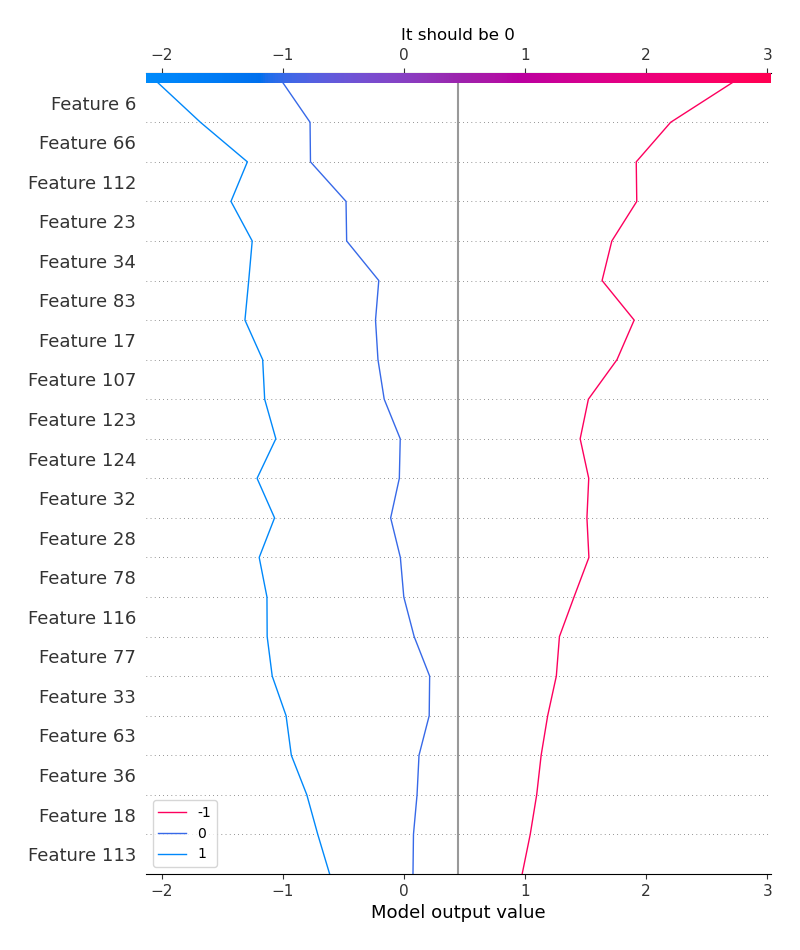 It should be 0
−2 −1 0 1 2 3
Feature 6
Feature 66
Feature 112
Feature 23
Feature 34
Feature 83
Feature 17
Feature 107
Feature 123
Feature 124
Feature 32
Feature 28
Feature 78
Feature 116
Feature 77
Feature 33
Feature 63
Feature 36
Feature 18
Feature 113
-1
0
1
−2 −1 0 1 2 3
Model output value